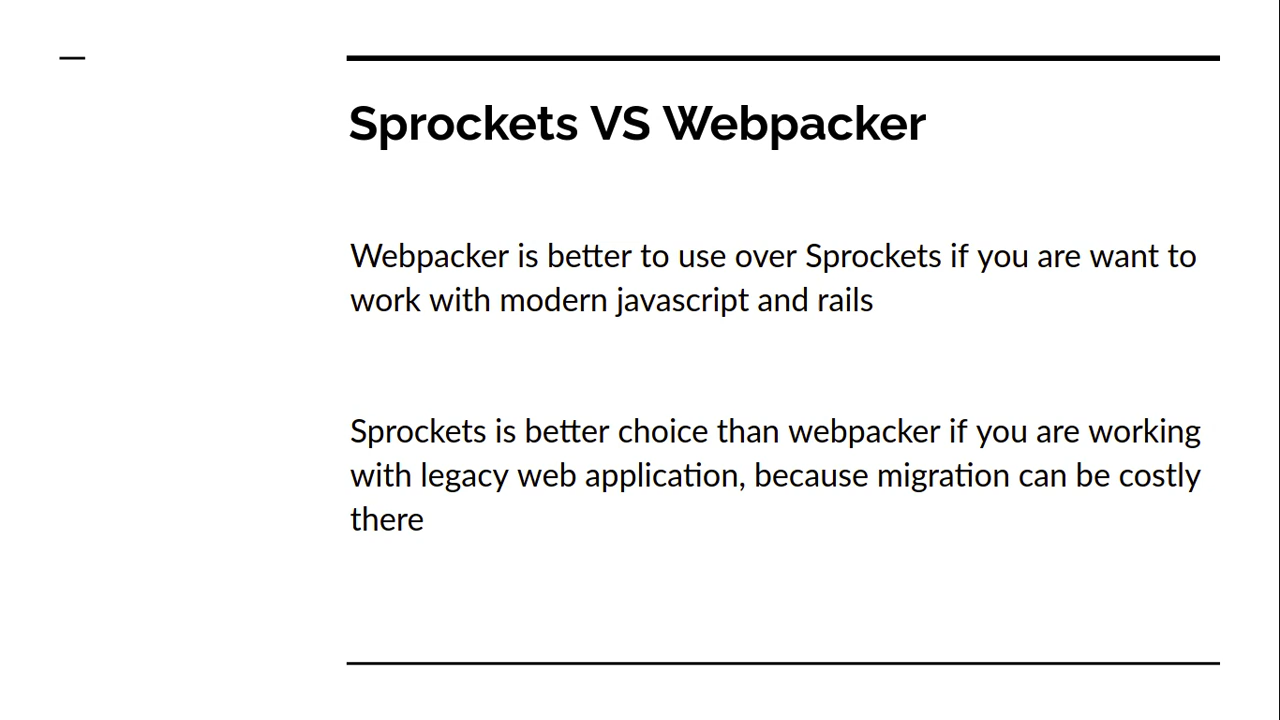 Sprockets VS Webpacker
Webpacker is better to use over Sprockets if you are want to
work with modern javascript and rails
Sprockets is better choice than webpacker if you are working
with legacy web application, because migration can be costly
there